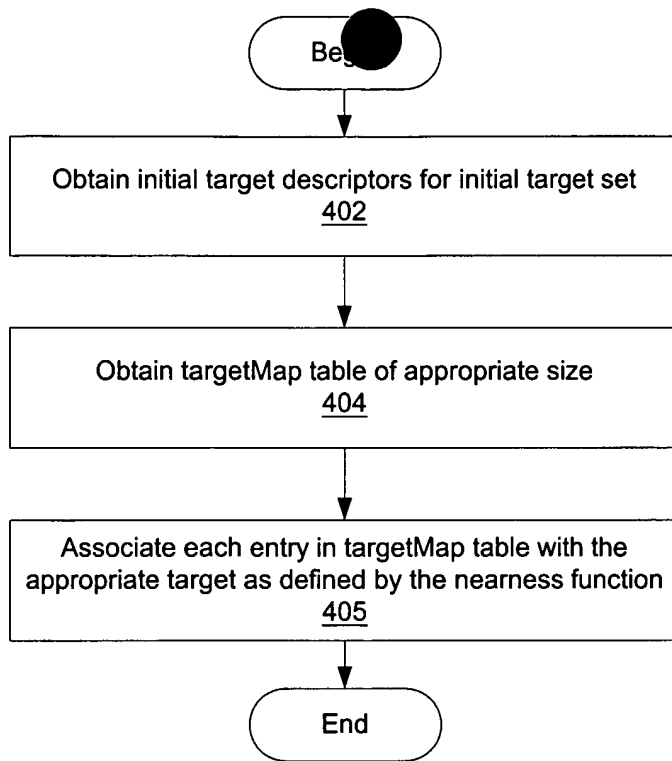 Obtain initial target descriptors for initial target set
402
Obtain targetMap table of appropriate size
404
Associate each entry in targetMap table with the
appropriate target as defined by the nearness function
405
End